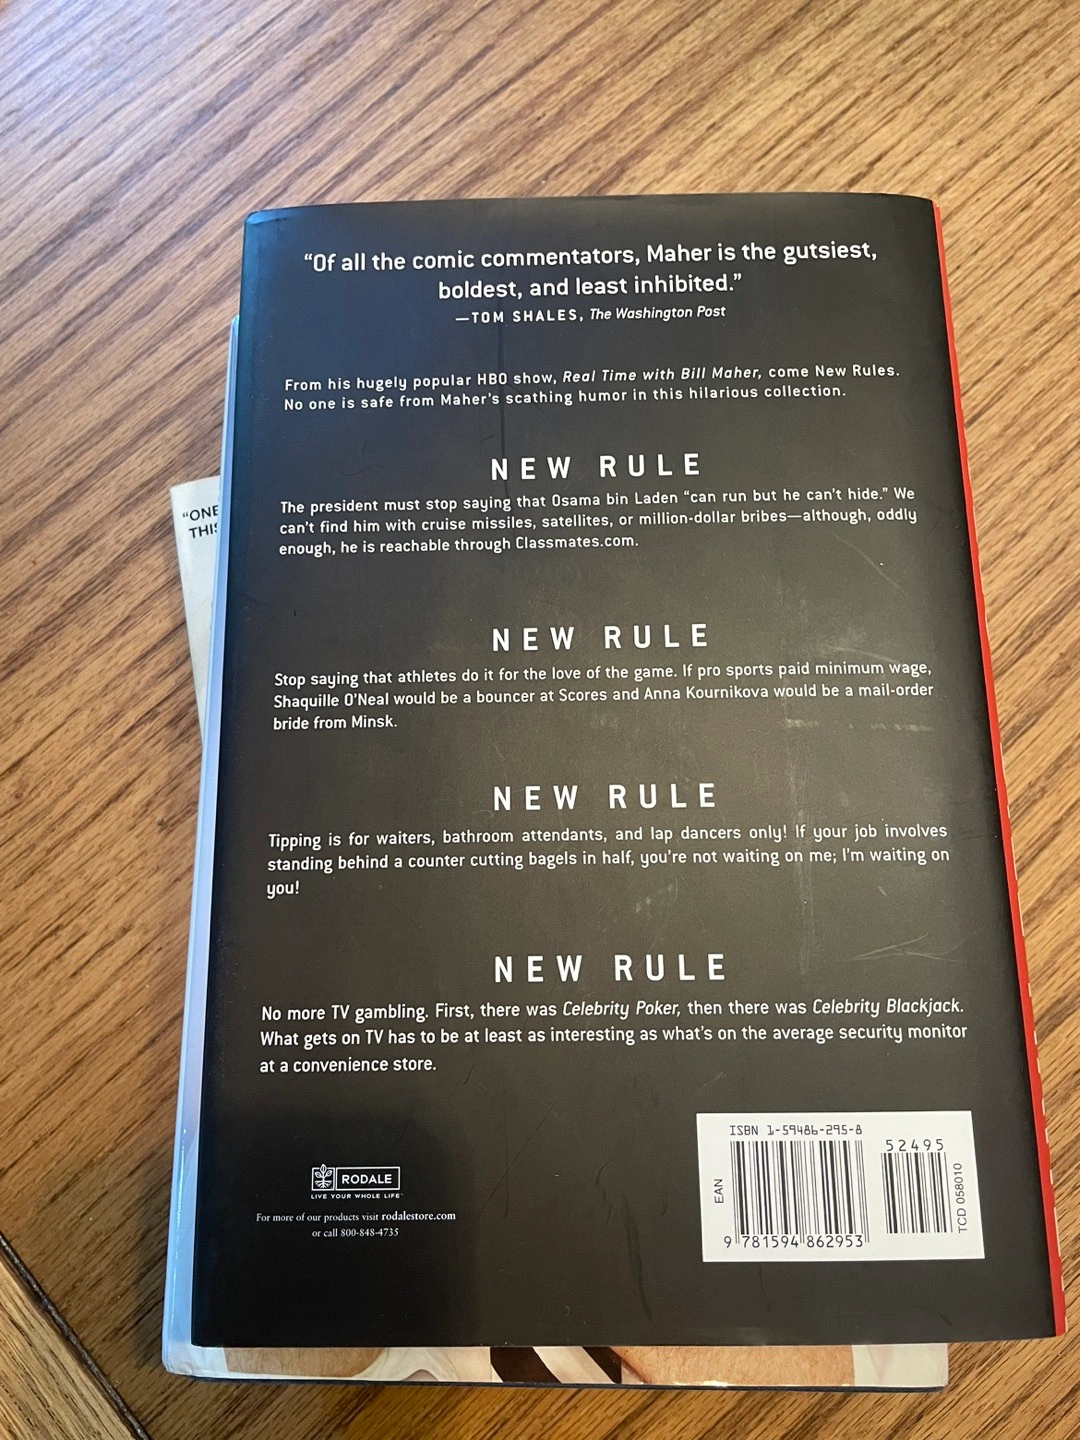 “Of all the comic commentators, Maher is the gutsiest,
boldest, and least inhibited.”
—TOM SHALES, The Washington Post
From his hugely popular HBO show, Real Time with Bill Maher, come New Rules.
No one is safe from Maher’s scathing humor in this hilarious collection.
NEW RULE
The president must stop saying that Osama bin Laden “can run but he can’t hide.” We
can’t find him with cruise missiles, satellites, or million-dollar bribes—although, oddly
enough, he is reachable through Classmates.com.
“ONE
THIS
NEW RULE
Stop saying that athletes do it for the love of the game. If pro sports paid minimum wage,
Shaquille O’Neal would be a bouncer at Scores and Anna Kournikova would be a mail-order
bride from Minsk.
NEW RULE
Tipping is for waiters, bathroom attendants, and lap dancers only! If your job involves
standing behind a counter cutting bagels in half, you’re not waiting on me; I’m waiting on
you!
NEW RULE
No more TV gambling. First, there was Celebrity Poker, then there was Celebrity Blackjack.
What gets on TV has to be at least as interesting as what’s on the average security monitor
at a convenience store.
RODALE
LIVE YOUR WHOLE LIFE™
For more of our products visit rodalestore.com
or call 800-848-4735
ISBN 1-59486-295-8
52495
EAN
9 781594 862953
TCD 058010